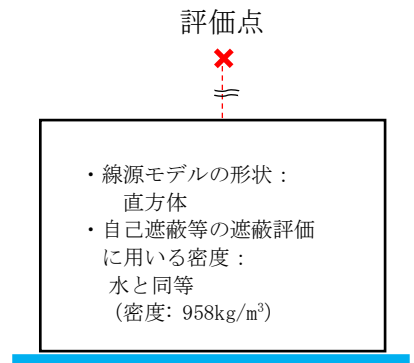 評価点
・線源モデルの形状：
直方体
・自己遮蔽等の遮蔽評価
に用いる密度：
水と同等
（密度: 958kg/m³）